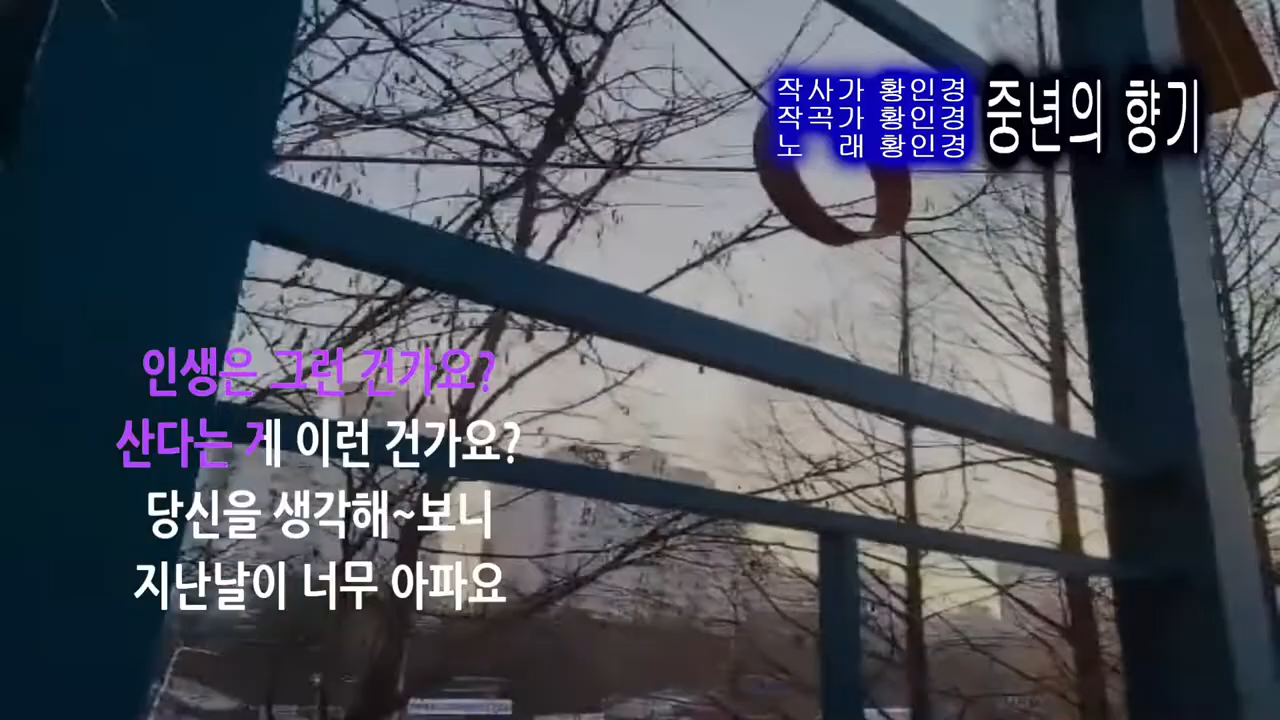 작사가 황인경
작곡가 황인경
노 래 황인경
중년의 향기
인생은 그런 건가요?
산다는 게 이런 건가요?
당신을 생각해~보니
지난날이 너무 아파요